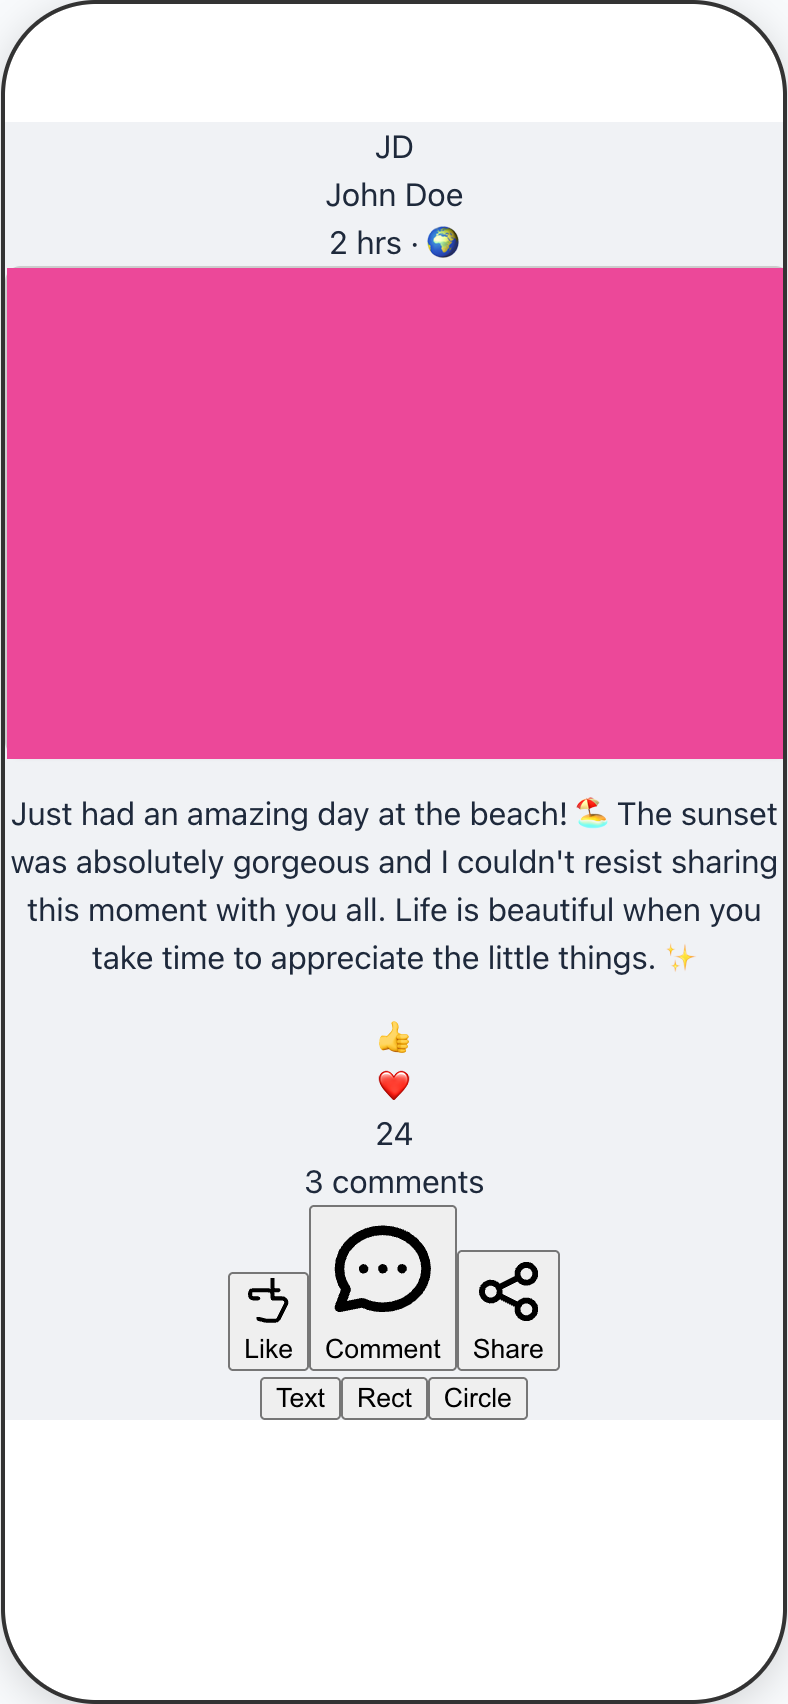 JD
John Doe
2 hrs · 🌍
Just had an amazing day at the beach! 🏖️ The sunset
was absolutely gorgeous and I couldn't resist sharing
this moment with you all. Life is beautiful when you
take time to appreciate the little things. ✨
👍
❤️
24
3 comments
Like Comment Share
Text Rect Circle